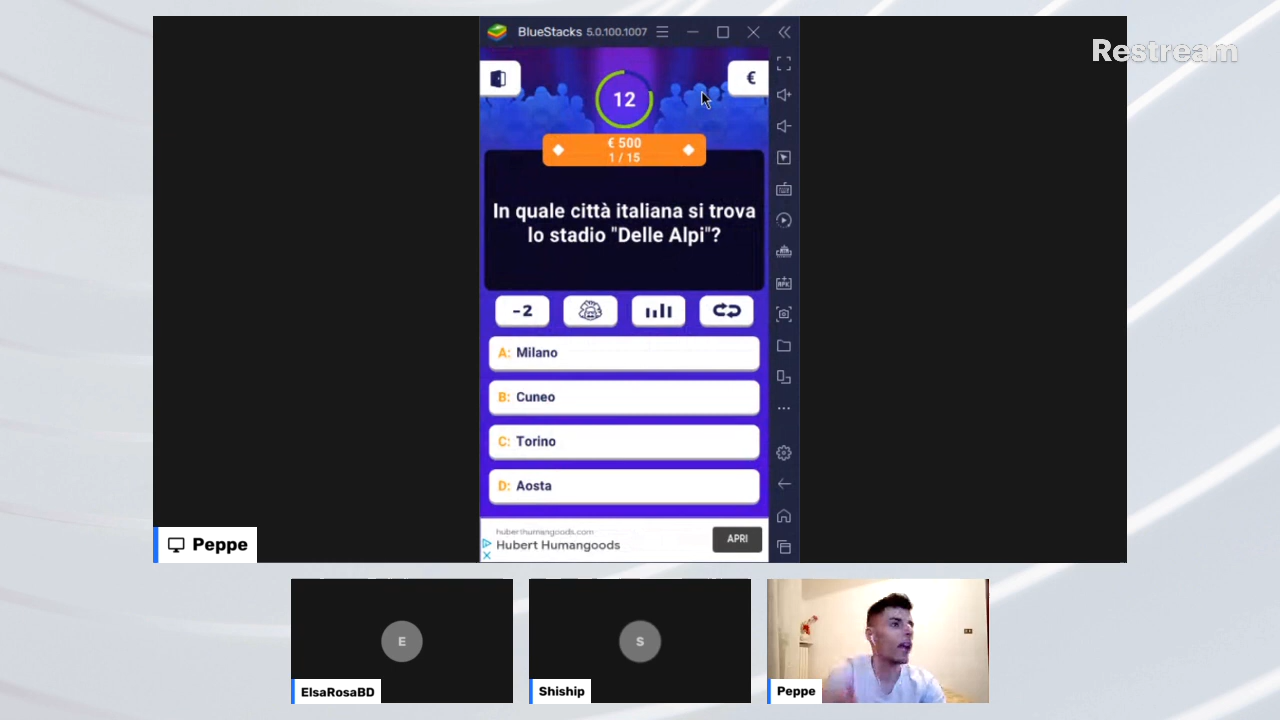 BlueStacks 5.0.100.1007
Restream
€
12
€ 500
1 / 15
In quale città italiana si trova
lo stadio "Delle Alpi"?
-2
A: Milano
B: Cuneo
C: Torino
D: Aosta
huberthumangoods.com
Hubert Humangoods
APRI
Peppe
E
S
ElsaRosaBD
Shiship
Peppe